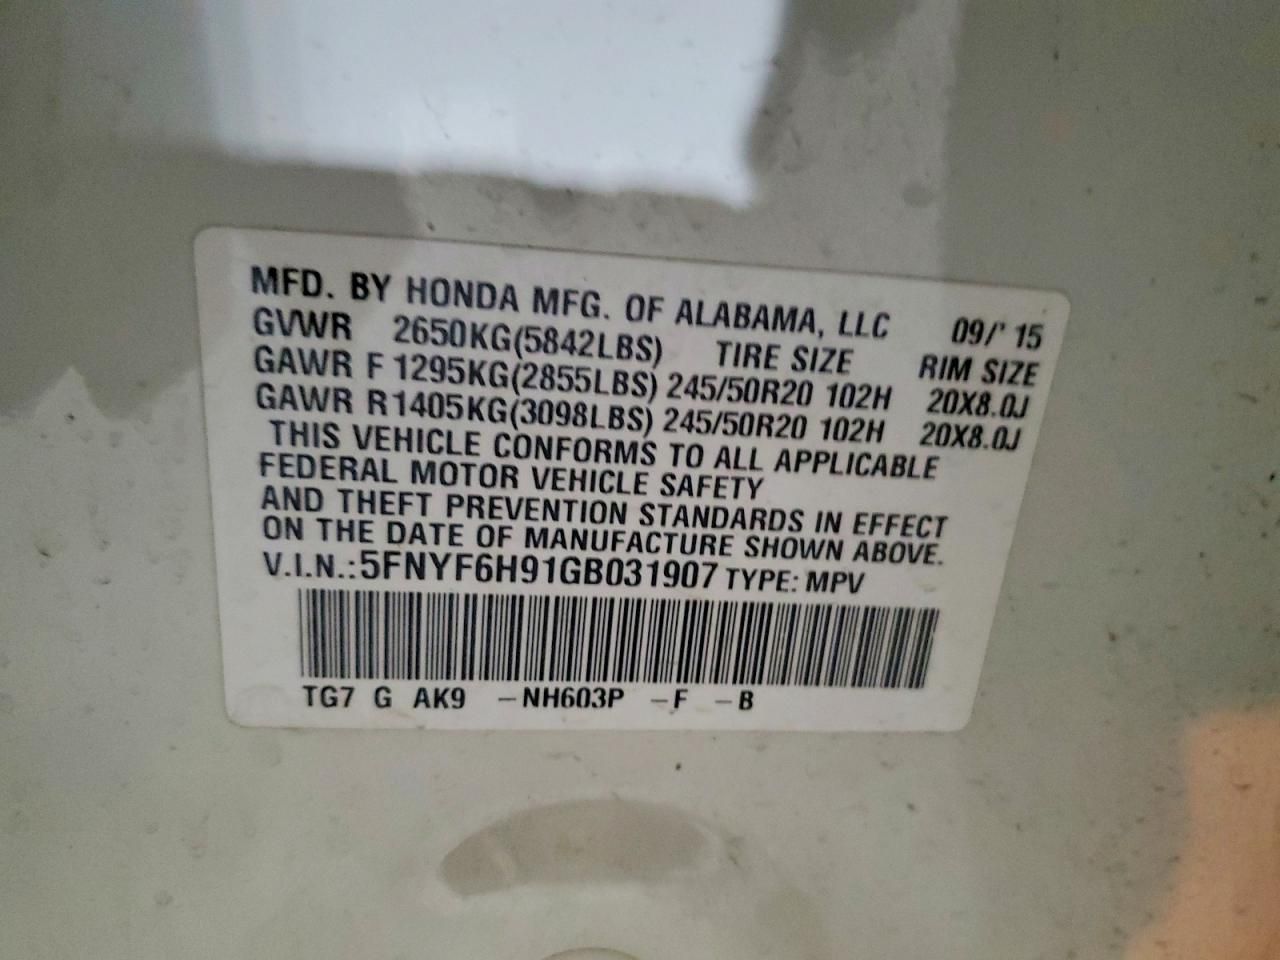 MFD. BY HONDA MFG. OF ALABAMA, LLC 09/' 15
GVWR 2650KG(5842LBS) TIRE SIZE RIM SIZE
GAWR F 1295KG(2855LBS) 245/50R20 102H 20X8.0J
GAWR R 1405KG(3098LBS) 245/50R20 102H 20X8.0J
THIS VEHICLE CONFORMS TO ALL APPLICABLE
FEDERAL MOTOR VEHICLE SAFETY
AND THEFT PREVENTION STANDARDS IN EFFECT
ON THE DATE OF MANUFACTURE SHOWN ABOVE.
V.I.N.:5FNYF6H91GB031907 TYPE: MPV
TG7 G AK9 –NH603P –F –B